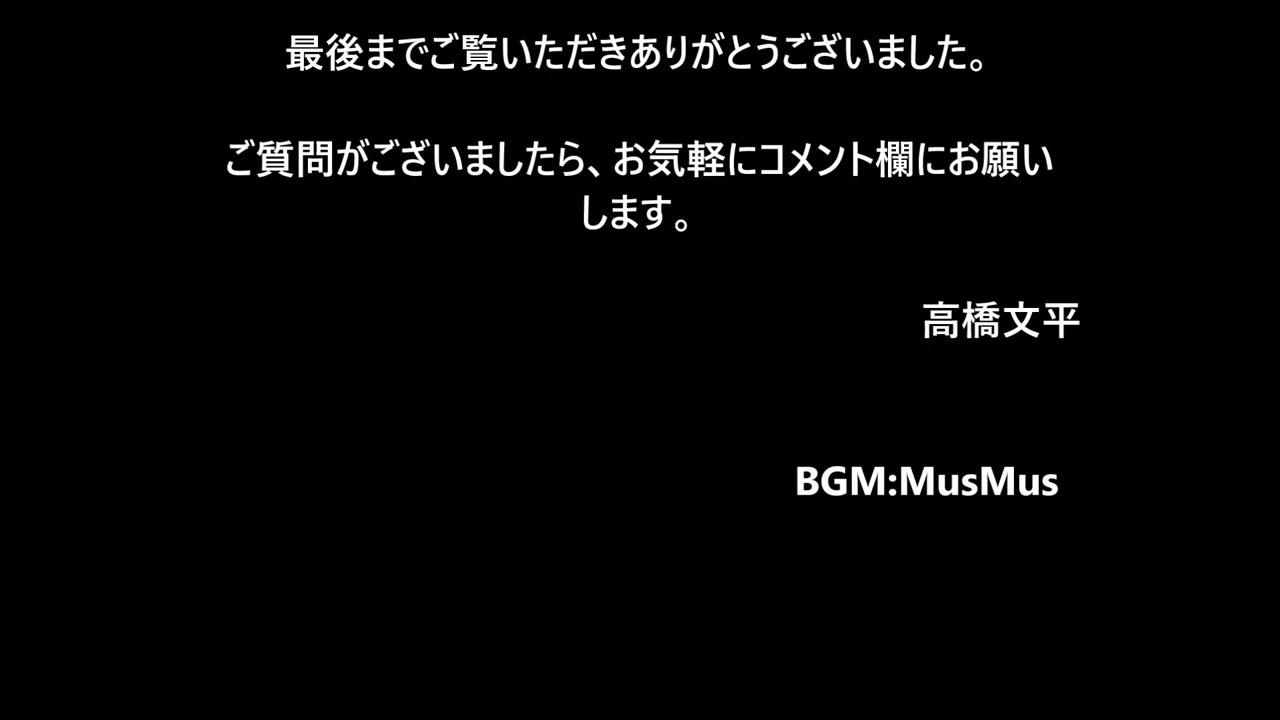 最後までご覧いただきありがとうございました。
ご質問がございましたら、お気軽にコメント欄にお願い
します。
高橋文平
BGM:MusMus